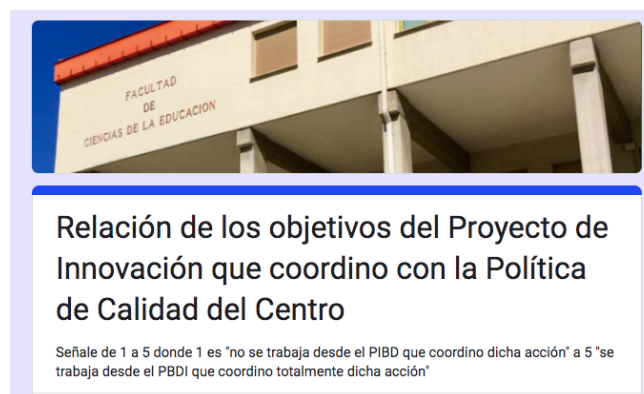 FACULTAD
DE
CIENCIAS DE LA EDUCACION
Relación de los objetivos del Proyecto de
Innovación que coordino con la Política
de Calidad del Centro
Señale de 1 a 5 donde 1 es "no se trabaja desde el PIBD que coordino dicha acción" a 5 "se
trabaja desde el PBDI que coordino totalmente dicha acción"